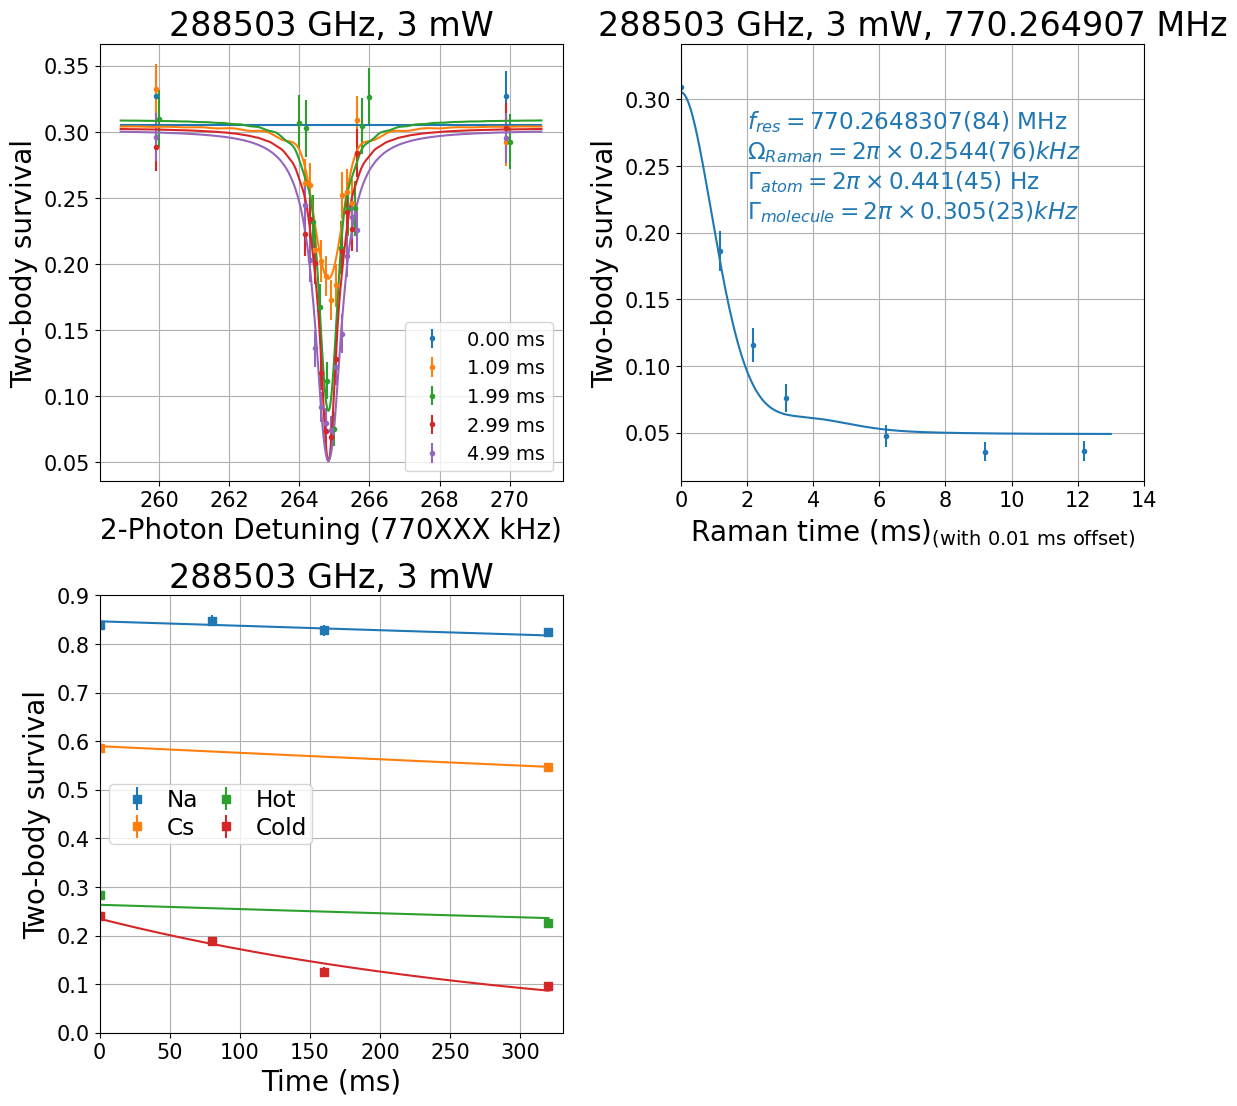 288503 GHz, 3 mW
0.35
0.30
0.25
0.20
0.15
0.10
0.05
Two-body survival
0.00 ms
1.09 ms
1.99 ms
2.99 ms
4.99 ms
260 262 264 266 268 270
2-Photon Detuning (770XXX kHz)
288503 GHz, 3 mW, 770.264907 MHz
0.30
0.25
0.20
0.15
0.10
0.05
Two-body survival
f_res = 770.2648307(84) MHz
Ω_Raman = 2π × 0.2544(76)kHz
Γ_atom = 2π × 0.441(45) Hz
Γ_molecule = 2π × 0.305(23)kHz
0 2 4 6 8 10 12 14
Raman time (ms)(with 0.01 ms offset)
288503 GHz, 3 mW
0.9
0.8
0.7
0.6
0.5
0.4
0.3
0.2
0.1
0.0
Two-body survival
Na Hot
Cs Cold
0 50 100 150 200 250 300
Time (ms)